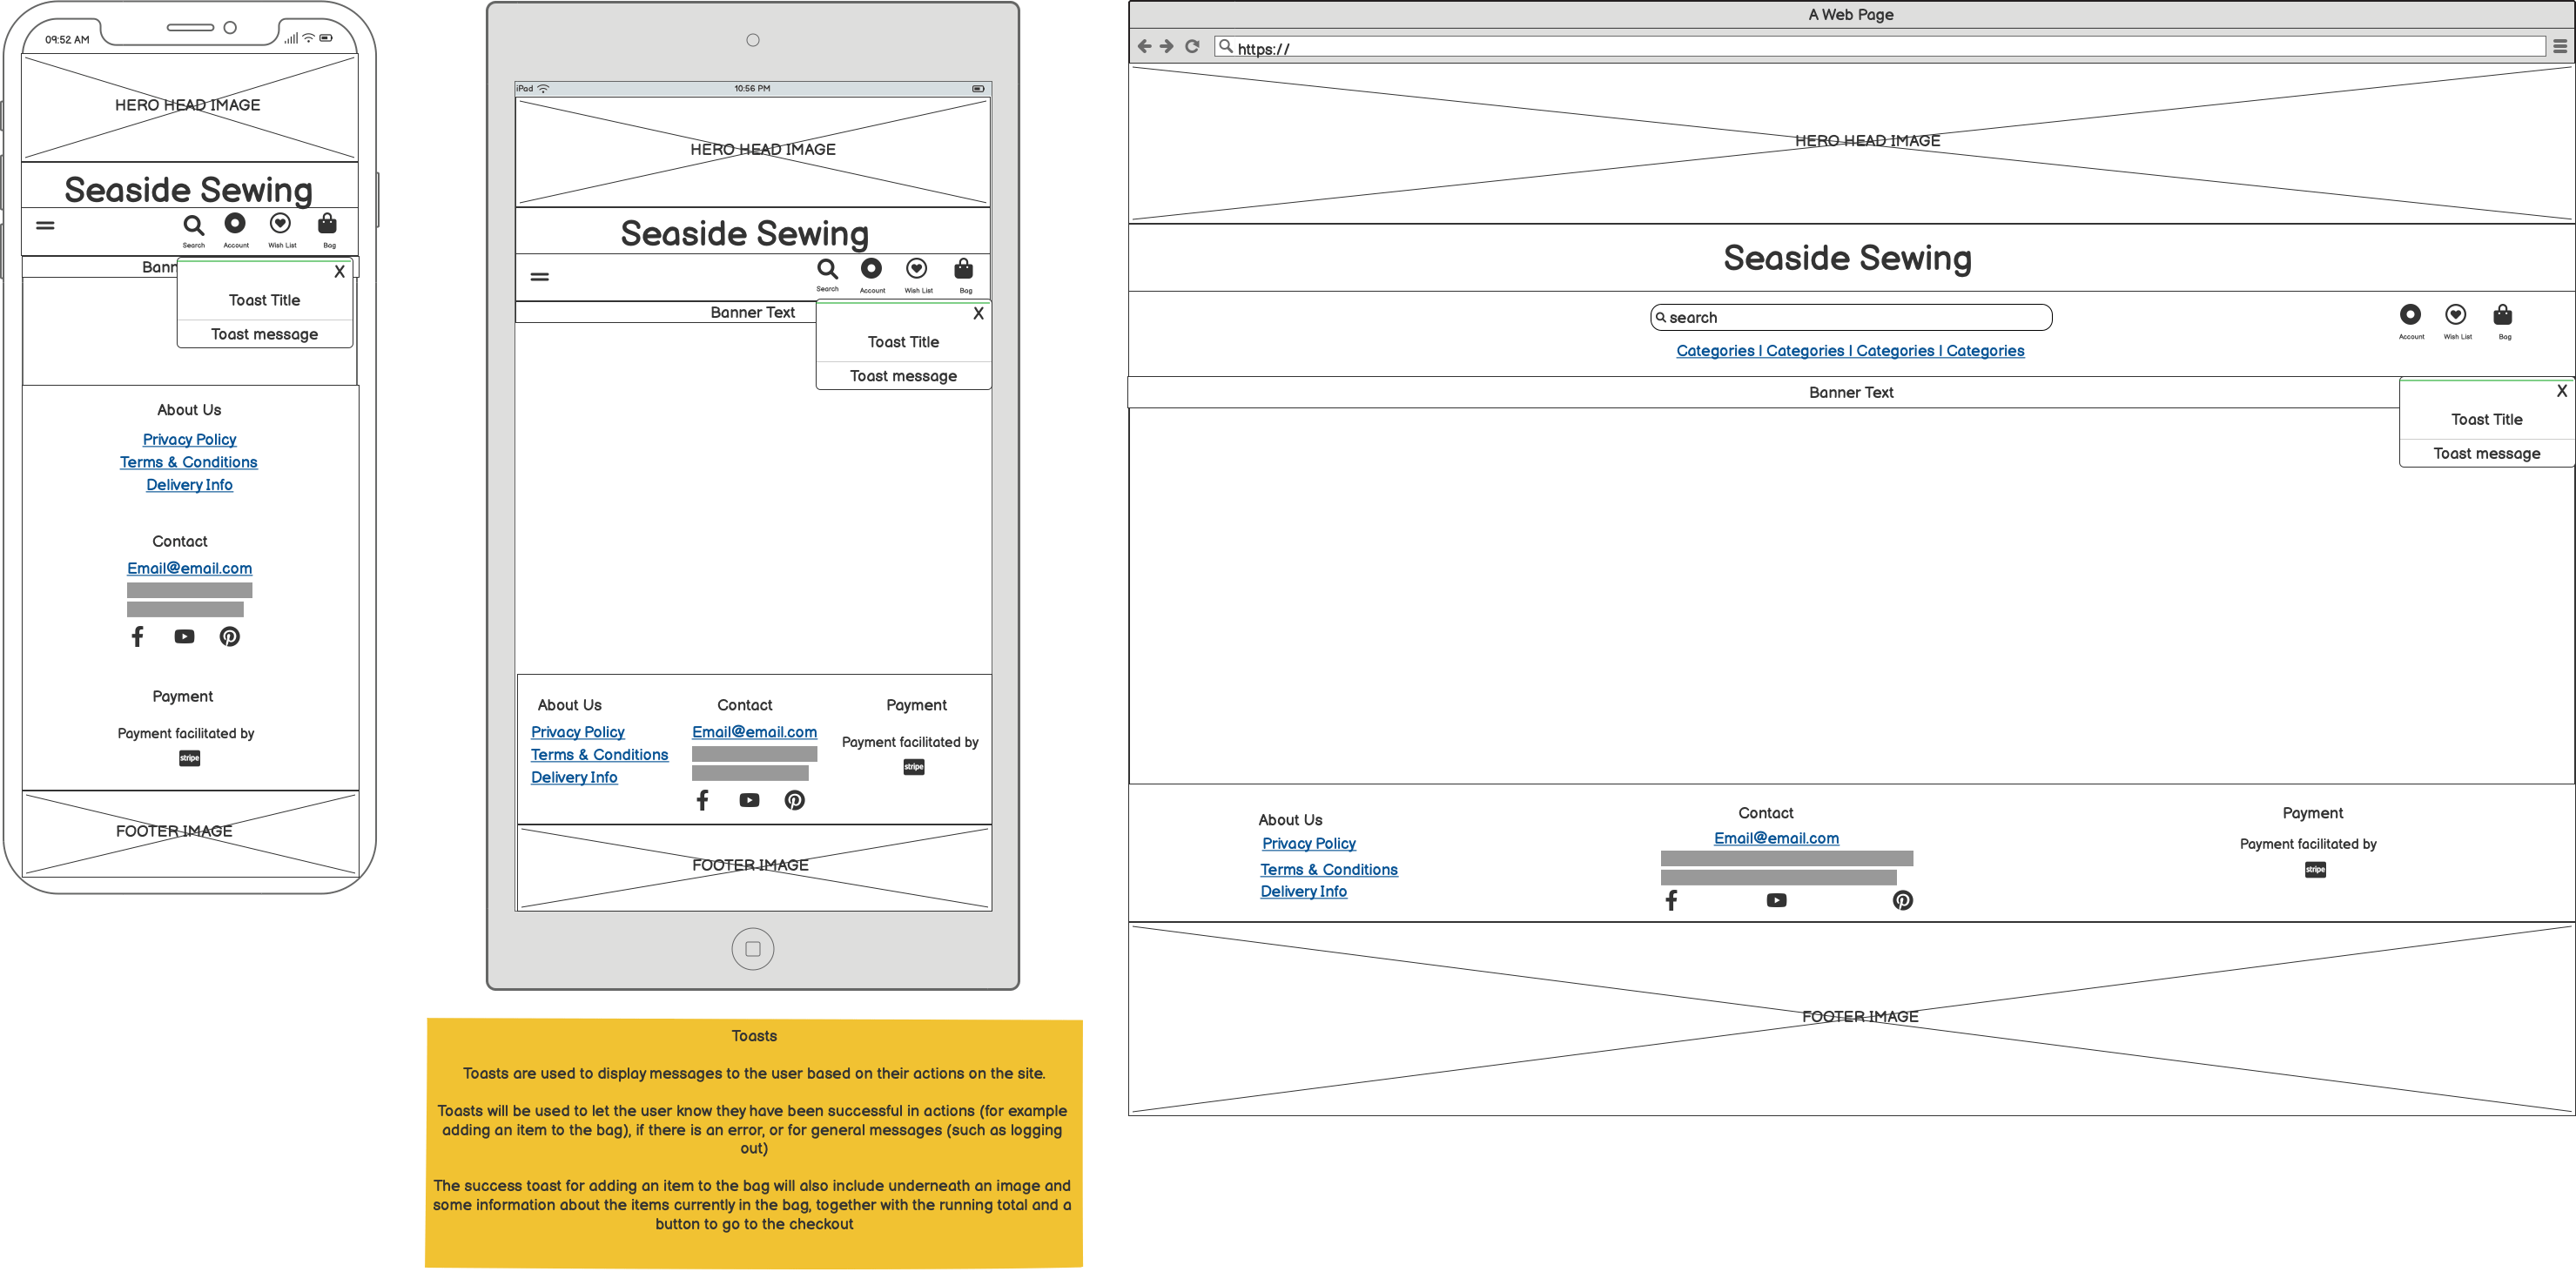 09:52 AM
HERO HEAD IMAGE
Seaside Sewing
Search Account Wish List Bag
Bann
X
Toast Title
Toast message
About Us
Privacy Policy
Terms & Conditions
Delivery Info
Contact
Email@email.com
Payment
Payment facilitated by
stripe
FOOTER IMAGE
iPad 10:56 PM
HERO HEAD IMAGE
Seaside Sewing
Search Account Wish List Bag
Banner Text
X
Toast Title
Toast message
About Us
Privacy Policy
Terms & Conditions
Delivery Info
Contact
Email@email.com
Payment
Payment facilitated by
stripe
FOOTER IMAGE
Toasts
Toasts are used to display messages to the user based on their actions on the site.
Toasts will be used to let the user know they have been successful in actions (for example
adding an item to the bag), if there is an error, or for general messages (such as logging
out)
The success toast for adding an item to the bag will also include underneath an image and
some information about the items currently in the bag, together with the running total and a
button to go to the checkout
A Web Page
https://
HERO HEAD IMAGE
Seaside Sewing
search
Account Wish List Bag
Categories | Categories | Categories | Categories
Banner Text
X
Toast Title
Toast message
About Us
Privacy Policy
Terms & Conditions
Delivery Info
Contact
Email@email.com
Payment
Payment facilitated by
stripe
FOOTER IMAGE